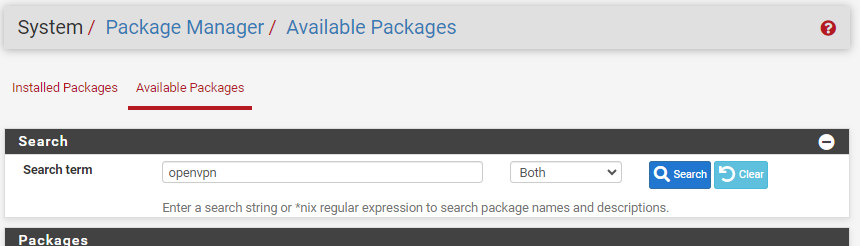 System / Package Manager / Available Packages
Installed Packages Available Packages
Search
Search term openvpn Both Search Clear
Enter a search string or *nix regular expression to search package names and descriptions.
Packages